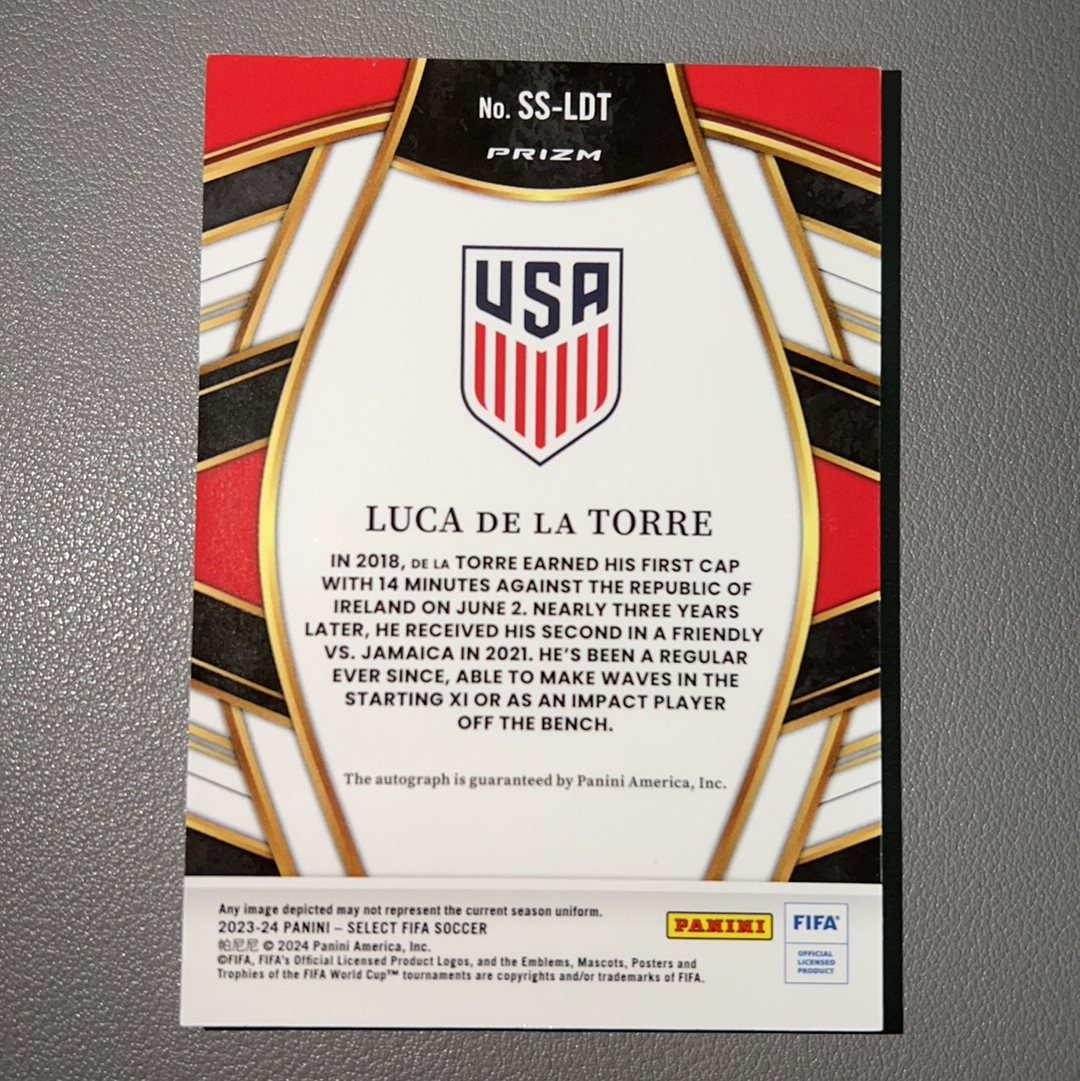 No. SS-LDT
PRIZM
USA
LUCA DE LA TORRE
IN 2018, DE LA TORRE EARNED HIS FIRST CAP
WITH 14 MINUTES AGAINST THE REPUBLIC OF
IRELAND ON JUNE 2. NEARLY THREE YEARS
LATER, HE RECEIVED HIS SECOND IN A FRIENDLY
VS. JAMAICA IN 2021. HE'S BEEN A REGULAR
EVER SINCE, ABLE TO MAKE WAVES IN THE
STARTING XI OR AS AN IMPACT PLAYER
OFF THE BENCH.
The autograph is guaranteed by Panini America, Inc.
Any image depicted may not represent the current season uniform.
2023-24 PANINI – SELECT FIFA SOCCER
帕尼尼 © 2024 Panini America, Inc.
©FIFA, FIFA's Official Licensed Product Logos, and the Emblems, Mascots, Posters and
Trophies of the FIFA World Cup™ tournaments are copyrights and/or trademarks of FIFA.
PANINI
FIFA®
OFFICIAL
LICENSED
PRODUCT